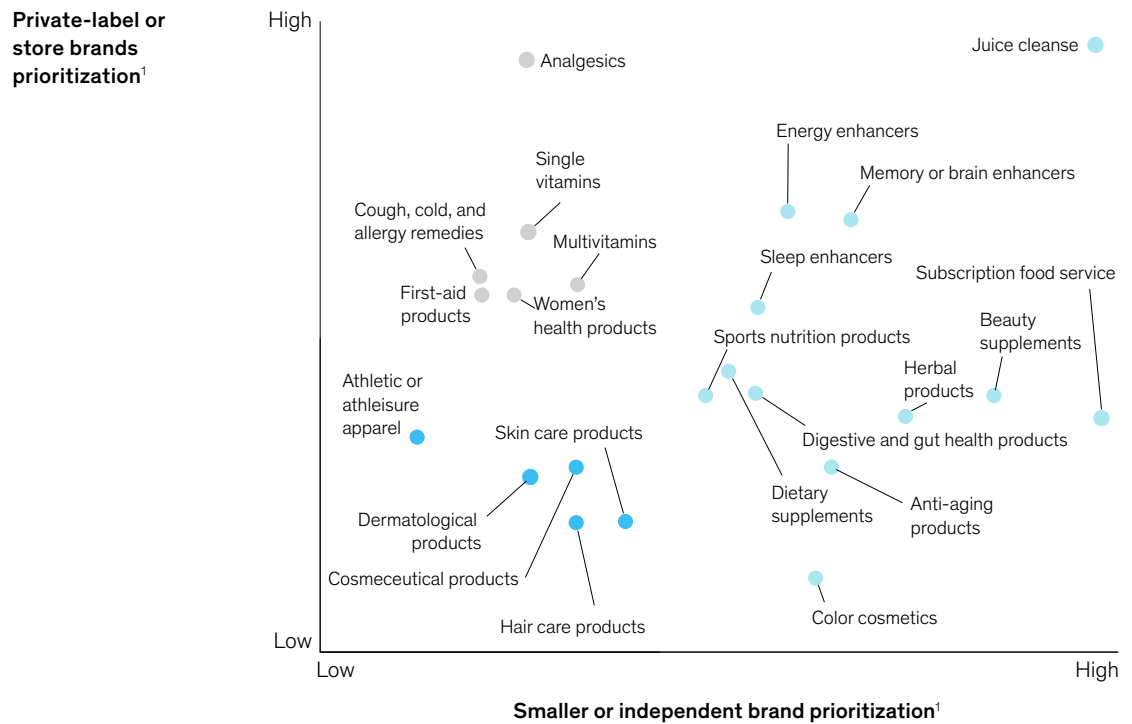 Private-label or
store brands
prioritization1
High
Analgesics
Juice cleanse
Energy enhancers
Single
vitamins
Memory or brain enhancers
Cough, cold, and
allergy remedies
Multivitamins
Sleep enhancers
Subscription food service
First-aid
products
Women's
health products
Beauty
supplements
Sports nutrition products
Herbal
products
Athletic or
athleisure
apparel
Skin care products
Digestive and gut health products
Dietary
supplements
Anti-aging
products
Dermatological
products
Cosmeceutical products
Color cosmetics
Hair care products
Low
Low
High
Smaller or independent brand prioritization1